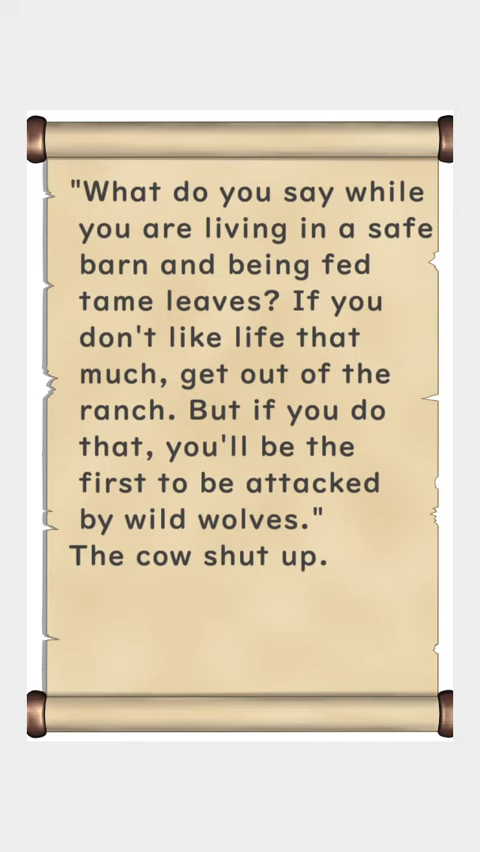 "What do you say while
you are living in a safe
barn and being fed
tame leaves? If you
don't like life that
much, get out of the
ranch. But if you do
that, you'll be the
first to be attacked
by wild wolves."
The cow shut up.